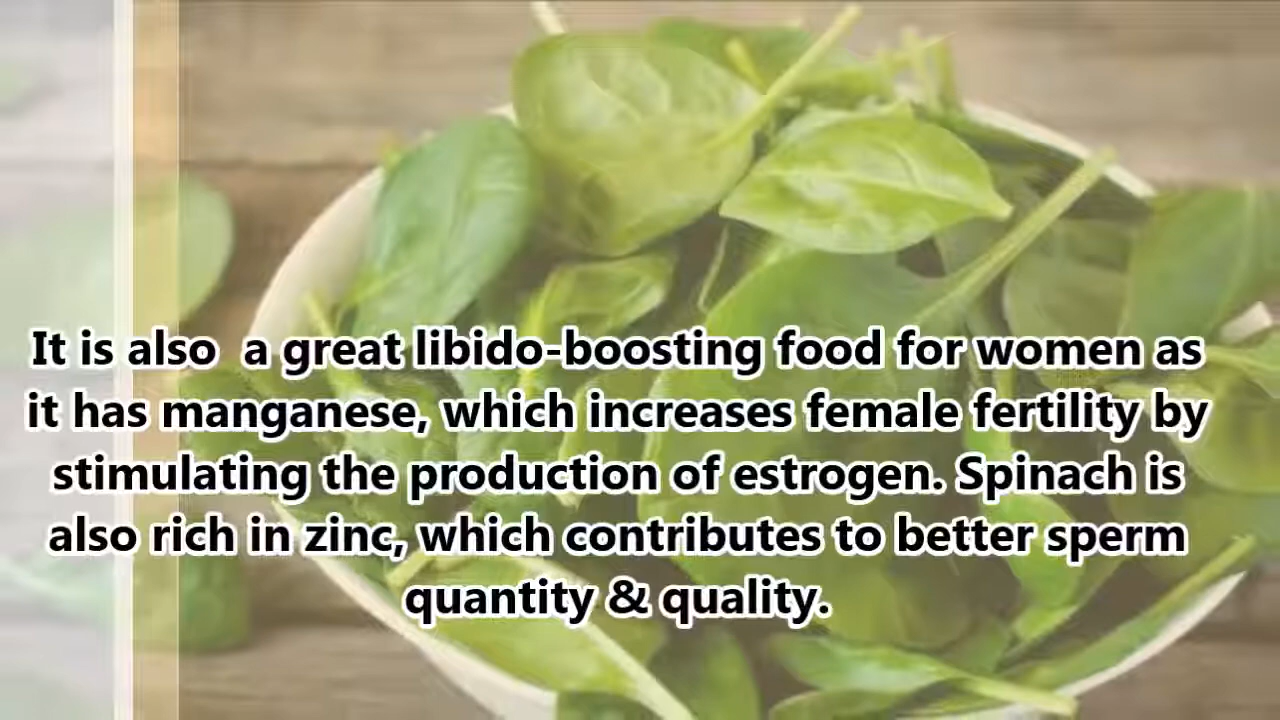 It is also  a great libido-boosting food for women as
it has manganese, which increases female fertility by
stimulating the production of estrogen. Spinach is
also rich in zinc, which contributes to better sperm
quantity & quality.